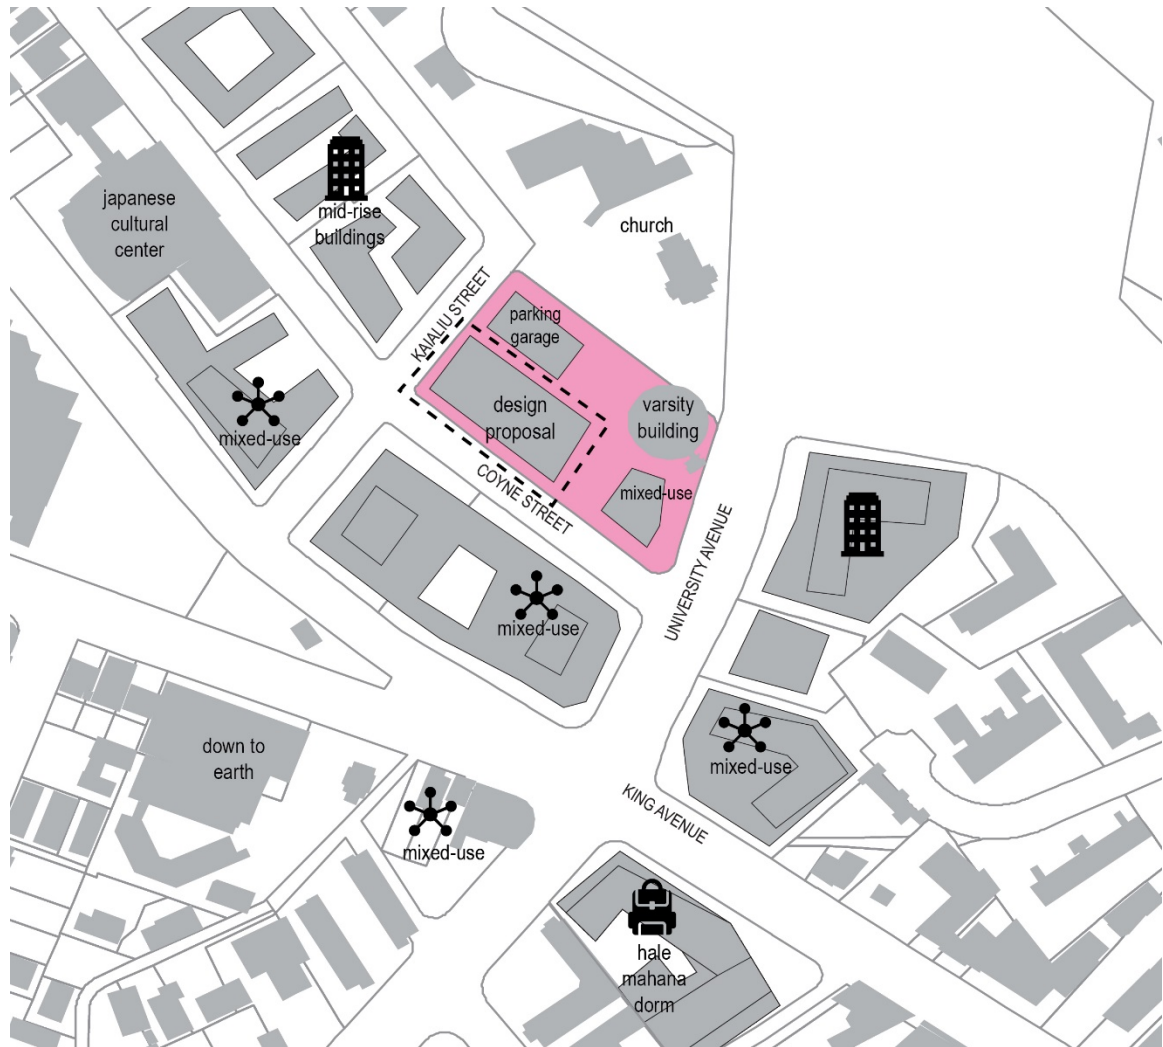 japanese
cultural
center
mid-rise
buildings
church
KAIALIU STREET
parking
garage
design
proposal
varsity
building
mixed-use
mixed-use
COYNE STREET
UNIVERSITY AVENUE
mixed-use
down to
earth
mixed-use
KING AVENUE
mixed-use
hale
mahana
dorm